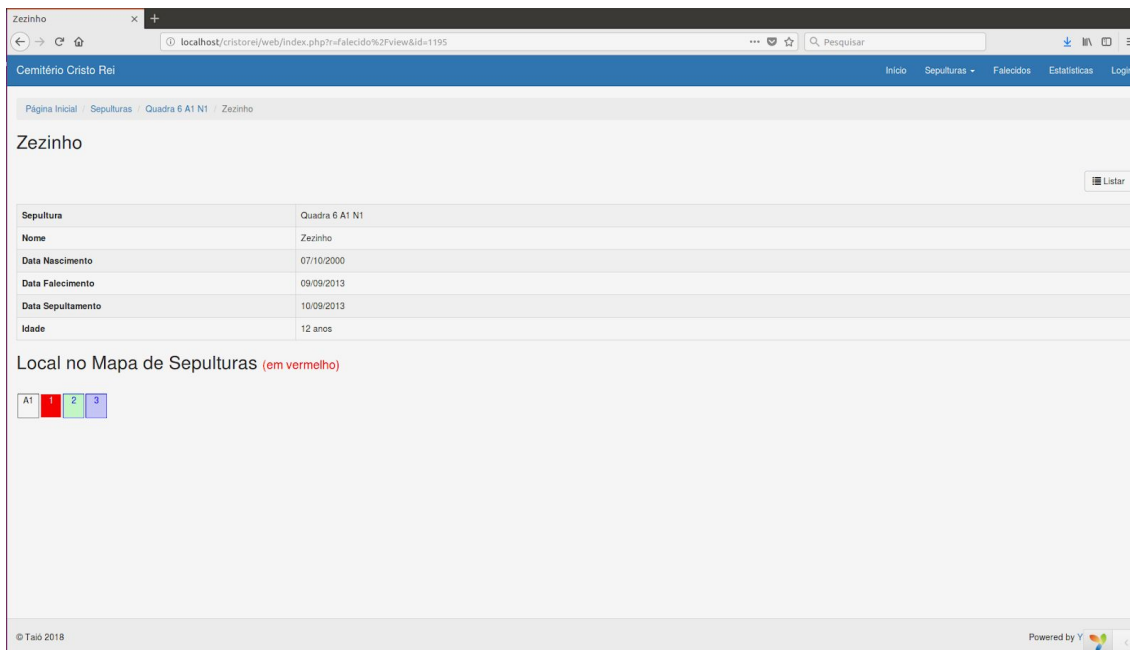 Zezinho
localhost/cristorei/web/index.php?r=falecido%2Fview&id=1195 Pesquisar
Cemitério Cristo Rei Início Sepulturas Falecidos Estatísticas Login
Página Inicial / Sepulturas / Quadra 6 A1 N1 / Zezinho
Zezinho
Listar
Sepultura Quadra 6 A1 N1
Nome Zezinho
Data Nascimento 07/10/2000
Data Falecimento 09/09/2013
Data Sepultamento 10/09/2013
Idade 12 anos
Local no Mapa de Sepulturas (em vermelho)
A1 1 2 3
© Taió 2018 Powered by Y